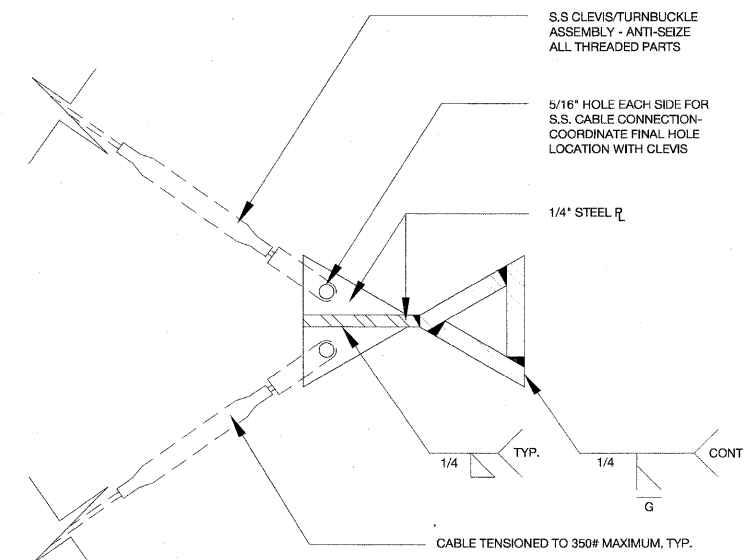 S.S CLEVIS/TURNBUCKLE
ASSEMBLY - ANTI-SEIZE
ALL THREADED PARTS
5/16" HOLE EACH SIDE FOR
S.S. CABLE CONNECTION-
COORDINATE FINAL HOLE
LOCATION WITH CLEVIS
1/4" STEEL PL
1/4 TYP.
1/4 CONT
G
CABLE TENSIONED TO 350# MAXIMUM, TYP.